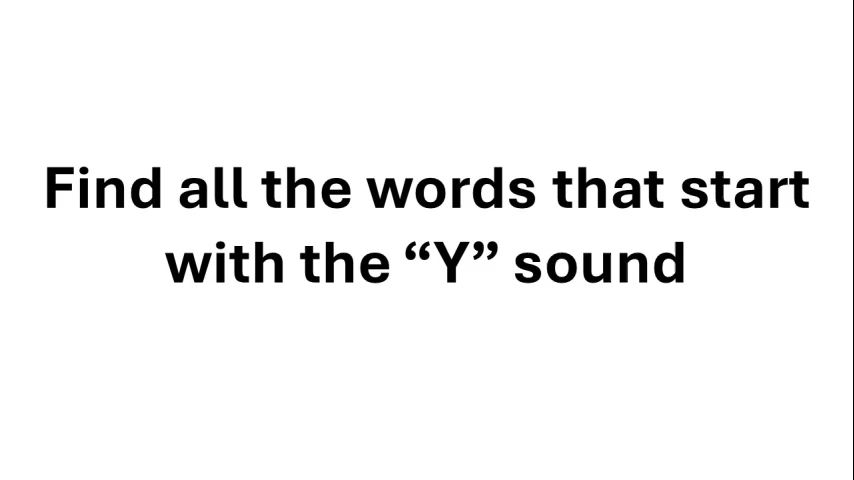 Find all the words that start
with the “Y” sound